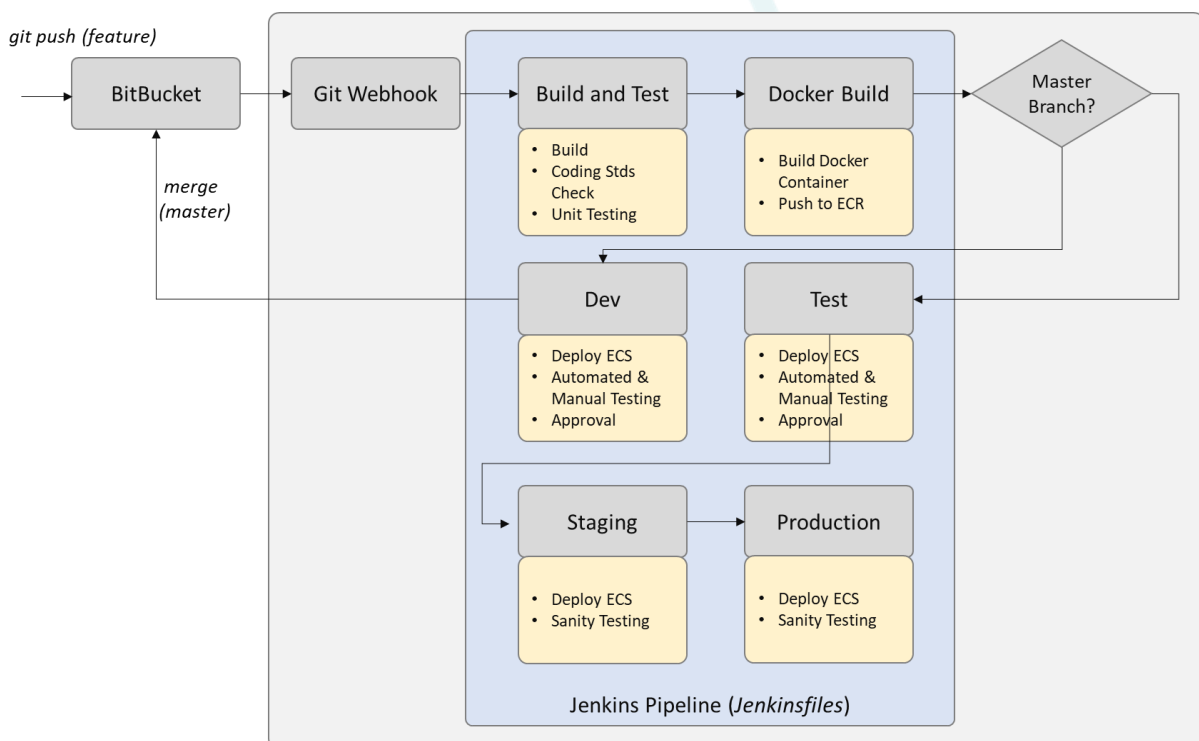 git push (feature)
BitBucket
Git Webhook
Build and Test
Docker Build
Master
Branch?
• Build
• Coding Stds
Check
• Unit Testing
• Build Docker
Container
• Push to ECR
merge
(master)
Dev
Test
• Deploy ECS
• Automated &
Manual Testing
• Approval
• Deploy ECS
• Automated &
Manual Testing
• Approval
Staging
Production
• Deploy ECS
• Sanity Testing
• Deploy ECS
• Sanity Testing
Jenkins Pipeline (Jenkinsfiles)